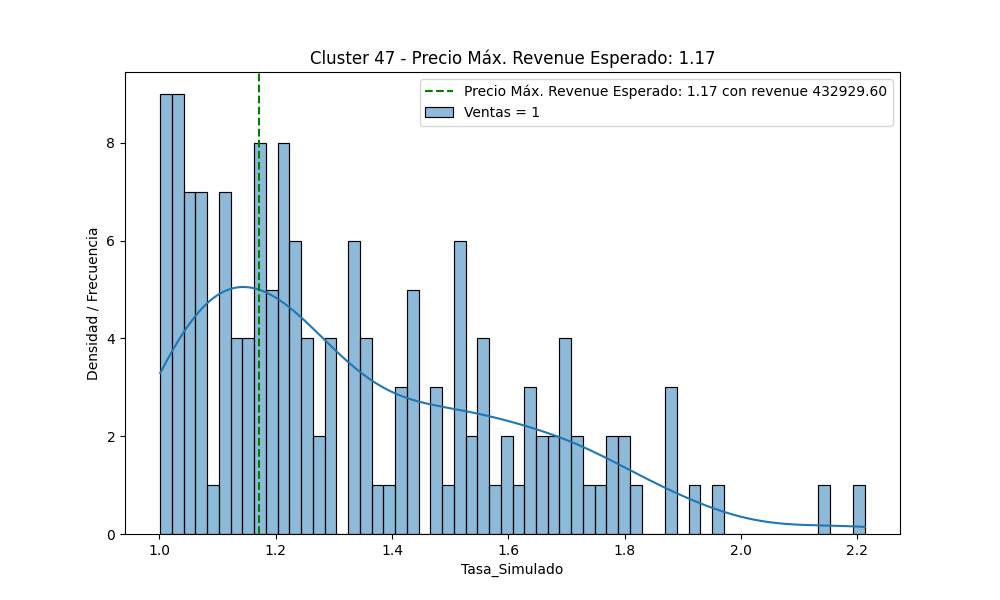 Cluster 47 - Precio Máx. Revenue Esperado: 1.17
Precio Máx. Revenue Esperado: 1.17 con revenue 432929.60
Ventas = 1
Densidad / Frecuencia
8
6
4
2
0
1.0 1.2 1.4 1.6 1.8 2.0 2.2
Tasa_Simulado